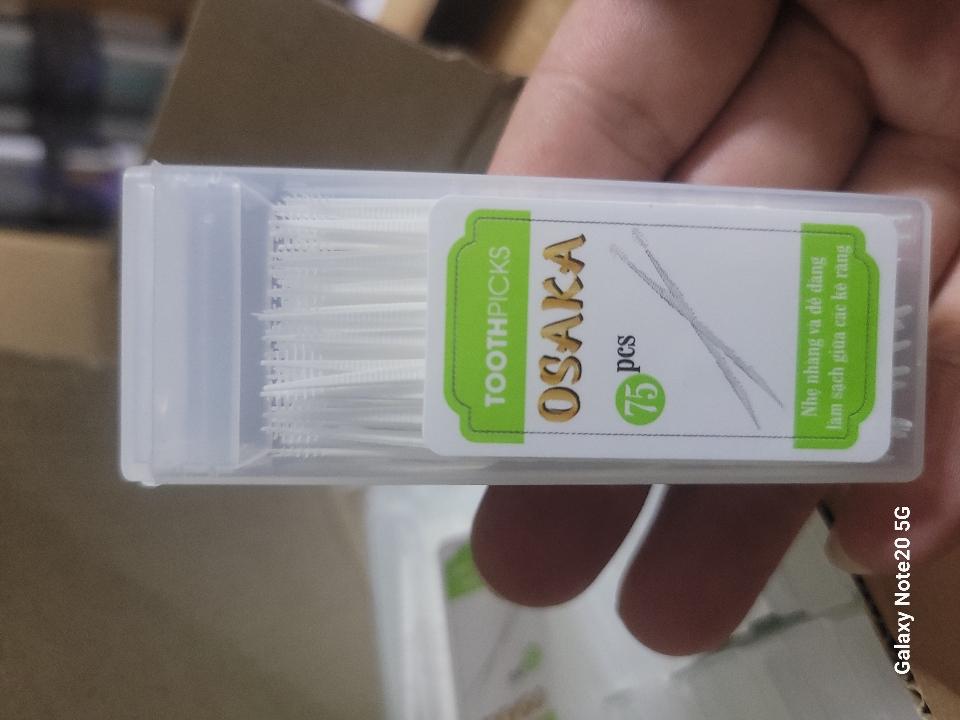 TOOTHPICKS
OSAKA
75 pcs
Nhẹ nhàng và dễ dàng
làm sạch giữa các kẽ răng
Galaxy Note20 5G